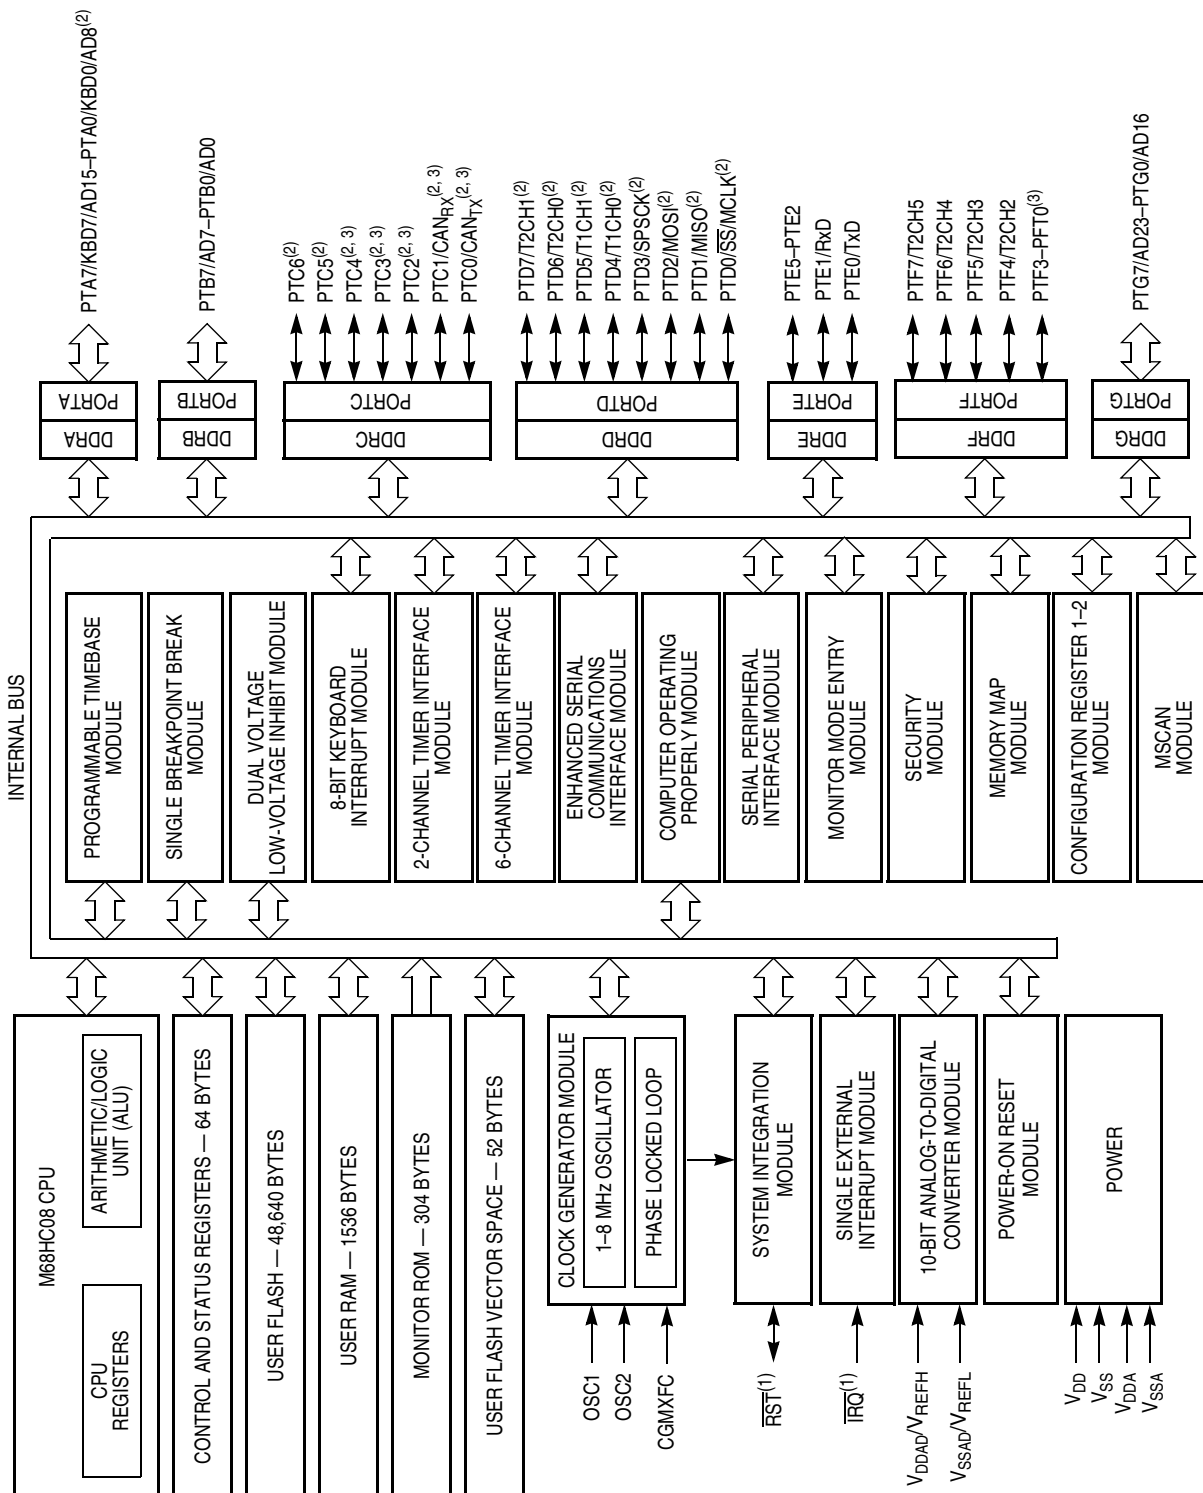 INTERNAL BUS
M68HC08 CPU
CPU
REGISTERS
ARITHMETIC/LOGIC
UNIT (ALU)
CONTROL AND STATUS REGISTERS — 64 BYTES
USER FLASH — 48,640 BYTES
USER RAM — 1536 BYTES
MONITOR ROM — 304 BYTES
USER FLASH VECTOR SPACE — 52 BYTES
CLOCK GENERATOR MODULE
1–8 MHz OSCILLATOR
PHASE LOCKED LOOP
OSC1
OSC2
CGMXFC
SYSTEM INTEGRATION
MODULE
RST(1)
SINGLE EXTERNAL
INTERRUPT MODULE
IRQ(1)
10-BIT ANALOG-TO-DIGITAL
CONVERTER MODULE
VDDAD/VREFH
VSSAD/VREFL
POWER-ON RESET
MODULE
POWER
VDD
VSS
VDDA
VSSA
PROGRAMMABLE TIMEBASE
MODULE
SINGLE BREAKPOINT BREAK
MODULE
DUAL VOLTAGE
LOW-VOLTAGE INHIBIT MODULE
8-BIT KEYBOARD
INTERRUPT MODULE
2-CHANNEL TIMER INTERFACE
MODULE
6-CHANNEL TIMER INTERFACE
MODULE
ENHANCED SERIAL
COMMUNICATIONS
INTERFACE MODULE
COMPUTER OPERATING
PROPERLY MODULE
SERIAL PERIPHERAL
INTERFACE MODULE
MONITOR MODE ENTRY
MODULE
SECURITY
MODULE
MEMORY MAP
MODULE
CONFIGURATION REGISTER 1–2
MODULE
MSCAN
MODULE
DDRA
PORTA
PTA7/KBD7/AD15–PTA0/KBD0/AD8(2)
DDRB
PORTB
PTB7/AD7–PTB0/AD0
DDRC
PORTC
PTC6(2)
PTC5(2)
PTC4(2, 3)
PTC3(2, 3)
PTC2(2, 3)
PTC1/CANRX(2, 3)
PTC0/CANTX(2, 3)
DDRD
PORTD
PTD7/T2CH1(2)
PTD6/T2CH0(2)
PTD5/T1CH1(2)
PTD4/T1CH0(2)
PTD3/SPSCK(2)
PTD2/MOSI(2)
PTD1/MISO(2)
PTD0/SS/MCLK(2)
DDRE
PORTE
PTE5–PTE2
PTE1/RxD
PTE0/TxD
DDRF
PORTF
PTF7/T2CH5
PTF6/T2CH4
PTF5/T2CH3
PTF4/T2CH2
PTF3–PFT0(3)
DDRG
PORTG
PTG7/AD23–PTG0/AD16